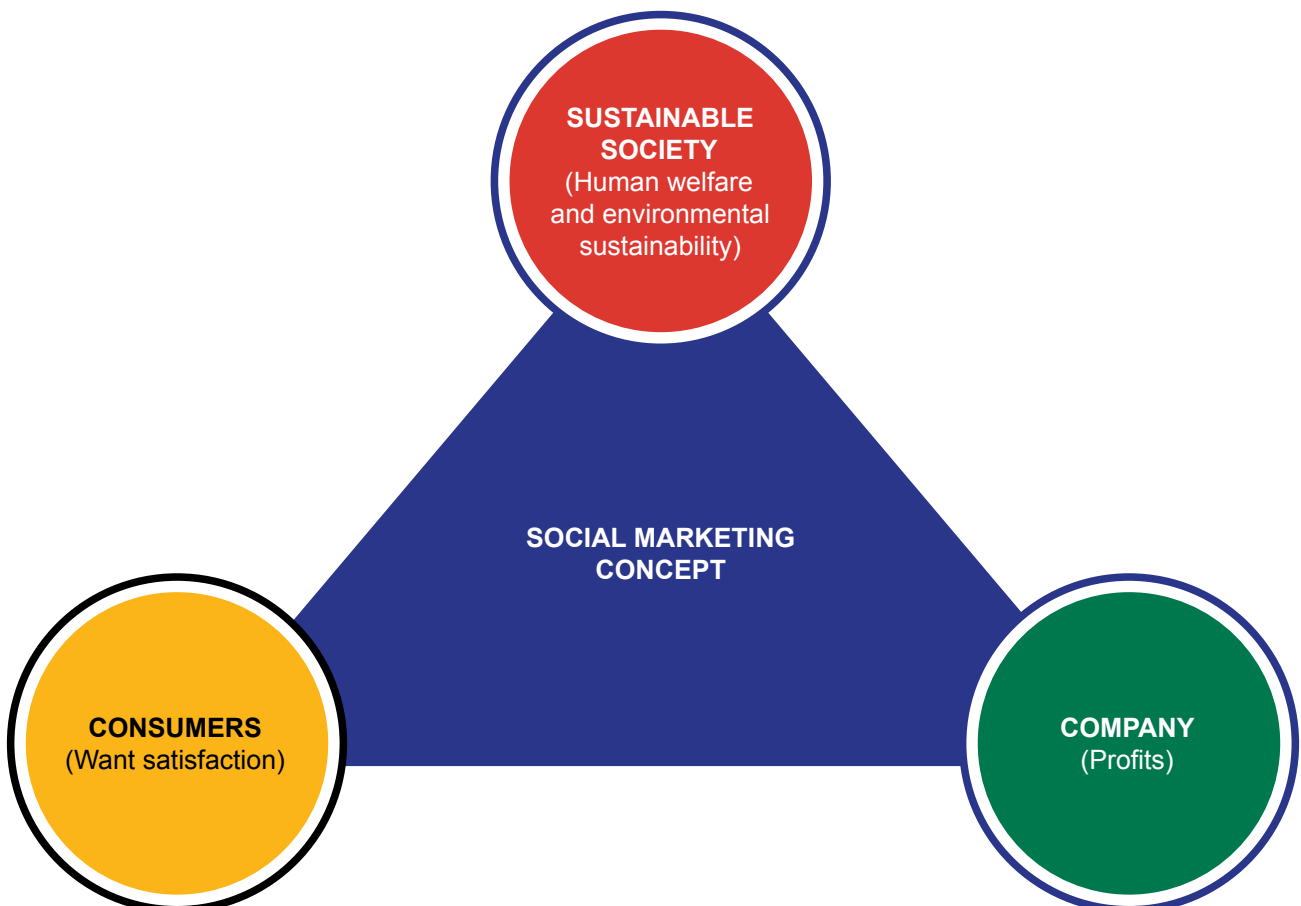 SUSTAINABLE
SOCIETY
(Human welfare
and environmental
sustainability)
SOCIAL MARKETING
CONCEPT
CONSUMERS
(Want satisfaction)
COMPANY
(Profits)